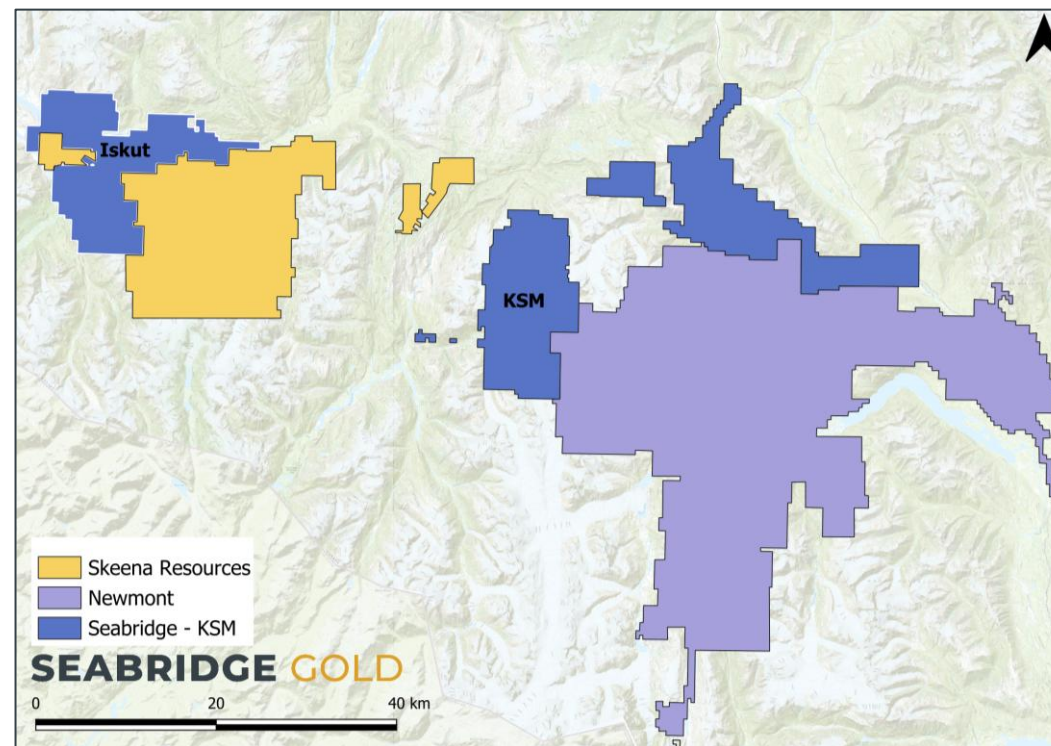 Iskut
KSM
Skeena Resources
Newmont
Seabridge - KSM
SEABRIDGE GOLD
0 20 40 km